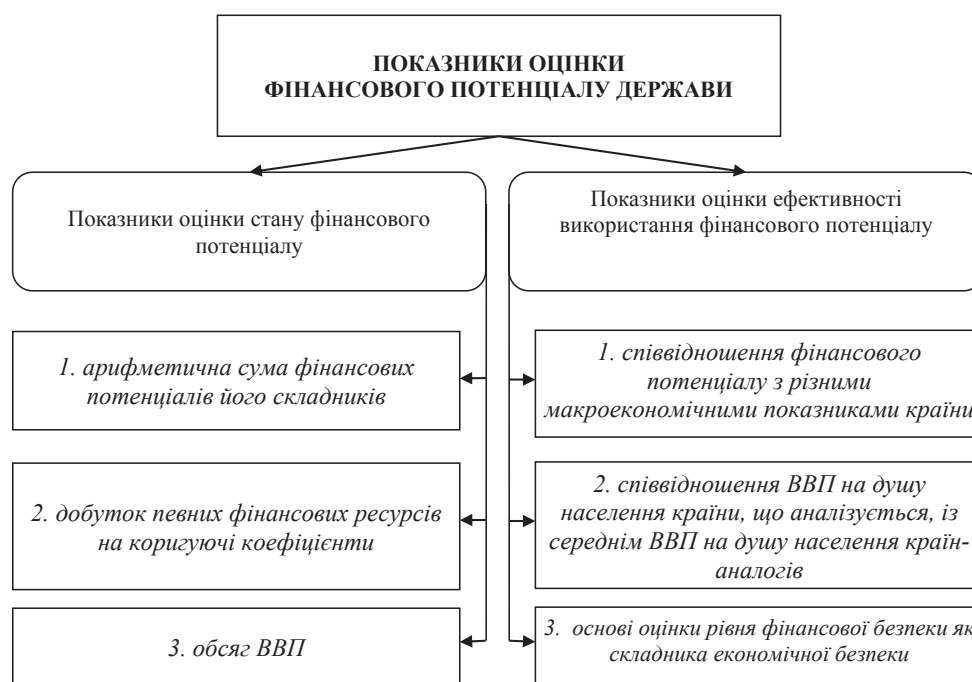 ПОКАЗНИКИ ОЦІНКИ
ФІНАНСОВОГО ПОТЕНЦІАЛУ ДЕРЖАВИ
Показники оцінки стану фінансового
потенціалу
Показники оцінки ефективності
використання фінансового потенціалу
1. арифметична сума фінансових
потенціалів його складників
2. добуток певних фінансових ресурсів
на коригуючі коефіцієнти
3. обсяг ВВП
1. співвідношення фінансового
потенціалу з різними
макроекономічними показниками країни
2. співвідношення ВВП на душу
населення країни, що аналізується, із
середнім ВВП на душу населення країн-
аналогів
3. основі оцінки рівня фінансової безпеки як
складника економічної безпеки